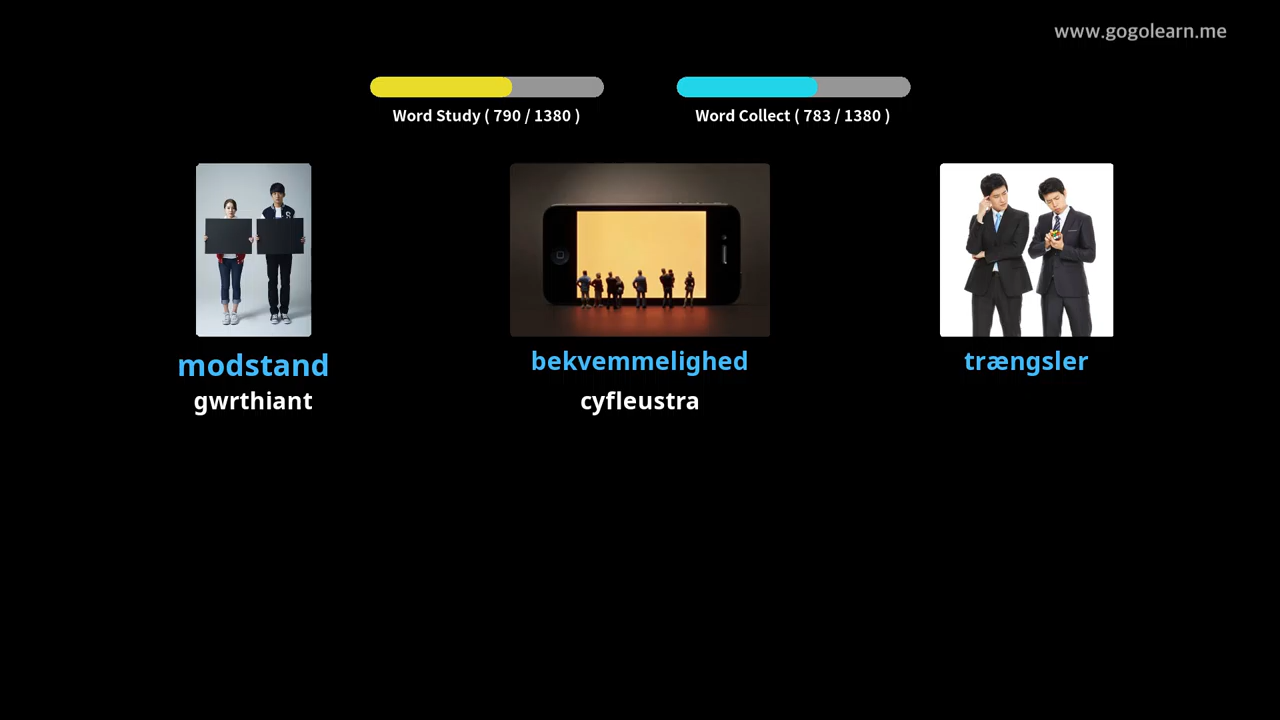 www.gogolearn.me
Word Study ( 790 / 1380 )
Word Collect ( 783 / 1380 )
modstand
bekvemmelighed
trængsler
gwrthiant
cyfleustra